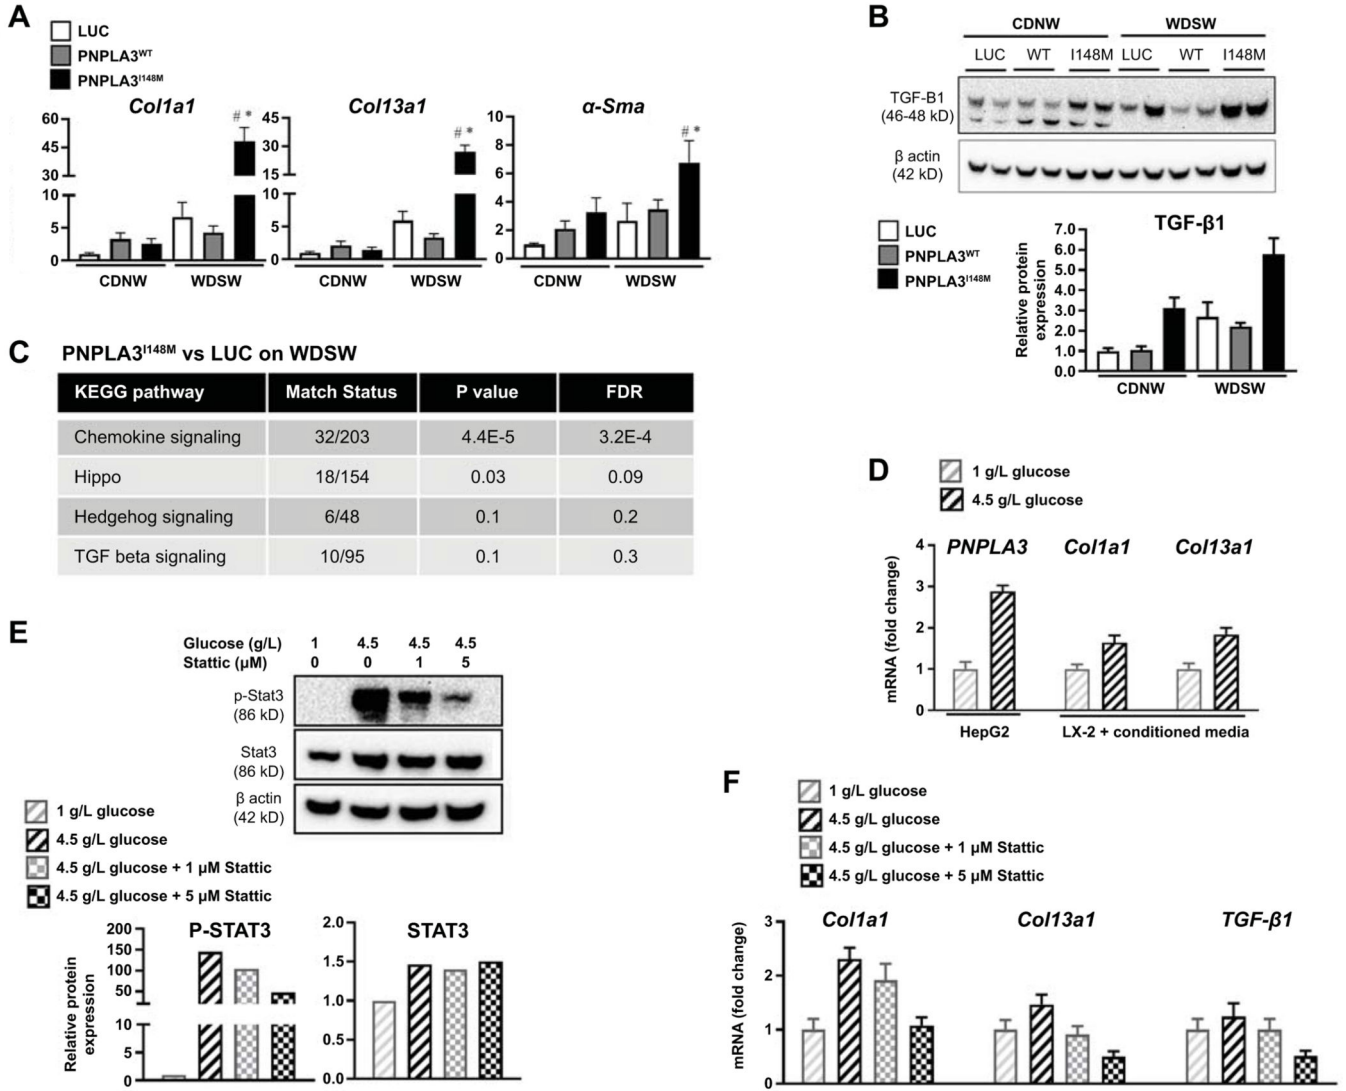 A
LUC
PNPLA3WT
PNPLA3I148M
Col1a1
Col13a1
α-Sma
# *
# *
# *
60
45
30
10
5
0
45
30
15
10
5
0
10
8
6
4
2
0
CDNW WDSW
CDNW WDSW
CDNW WDSW
B
CDNW WDSW
LUC WT I148M LUC WT I148M
TGF-B1
(46-48 kD)
β actin
(42 kD)
LUC
PNPLA3WT
PNPLA3I148M
TGF-β1
Relative protein
expression
7.0
6.0
5.0
4.0
3.0
2.0
1.0
0.0
CDNW WDSW
C
PNPLA3I148M vs LUC on WDSW
KEGG pathway Match Status P value FDR
Chemokine signaling 32/203 4.4E-5 3.2E-4
Hippo 18/154 0.03 0.09
Hedgehog signaling 6/48 0.1 0.2
TGF beta signaling 10/95 0.1 0.3
D
1 g/L glucose
4.5 g/L glucose
PNPLA3 Col1a1 Col13a1
mRNA (fold change)
4
3
2
1
0
HepG2 LX-2 + conditioned media
E
Glucose (g/L) 1 4.5 4.5 4.5
Stattic (µM) 0 0 1 5
p-Stat3
(86 kD)
Stat3
(86 kD)
β actin
(42 kD)
1 g/L glucose
4.5 g/L glucose
4.5 g/L glucose + 1 µM Stattic
4.5 g/L glucose + 5 µM Stattic
P-STAT3
Relative protein
expression
200
150
100
50
10
5
0
STAT3
2.0
1.5
1.0
0.5
0.0
F
1 g/L glucose
4.5 g/L glucose
4.5 g/L glucose + 1 µM Stattic
4.5 g/L glucose + 5 µM Stattic
Col1a1 Col13a1 TGF-β1
mRNA (fold change)
3
2
1
0